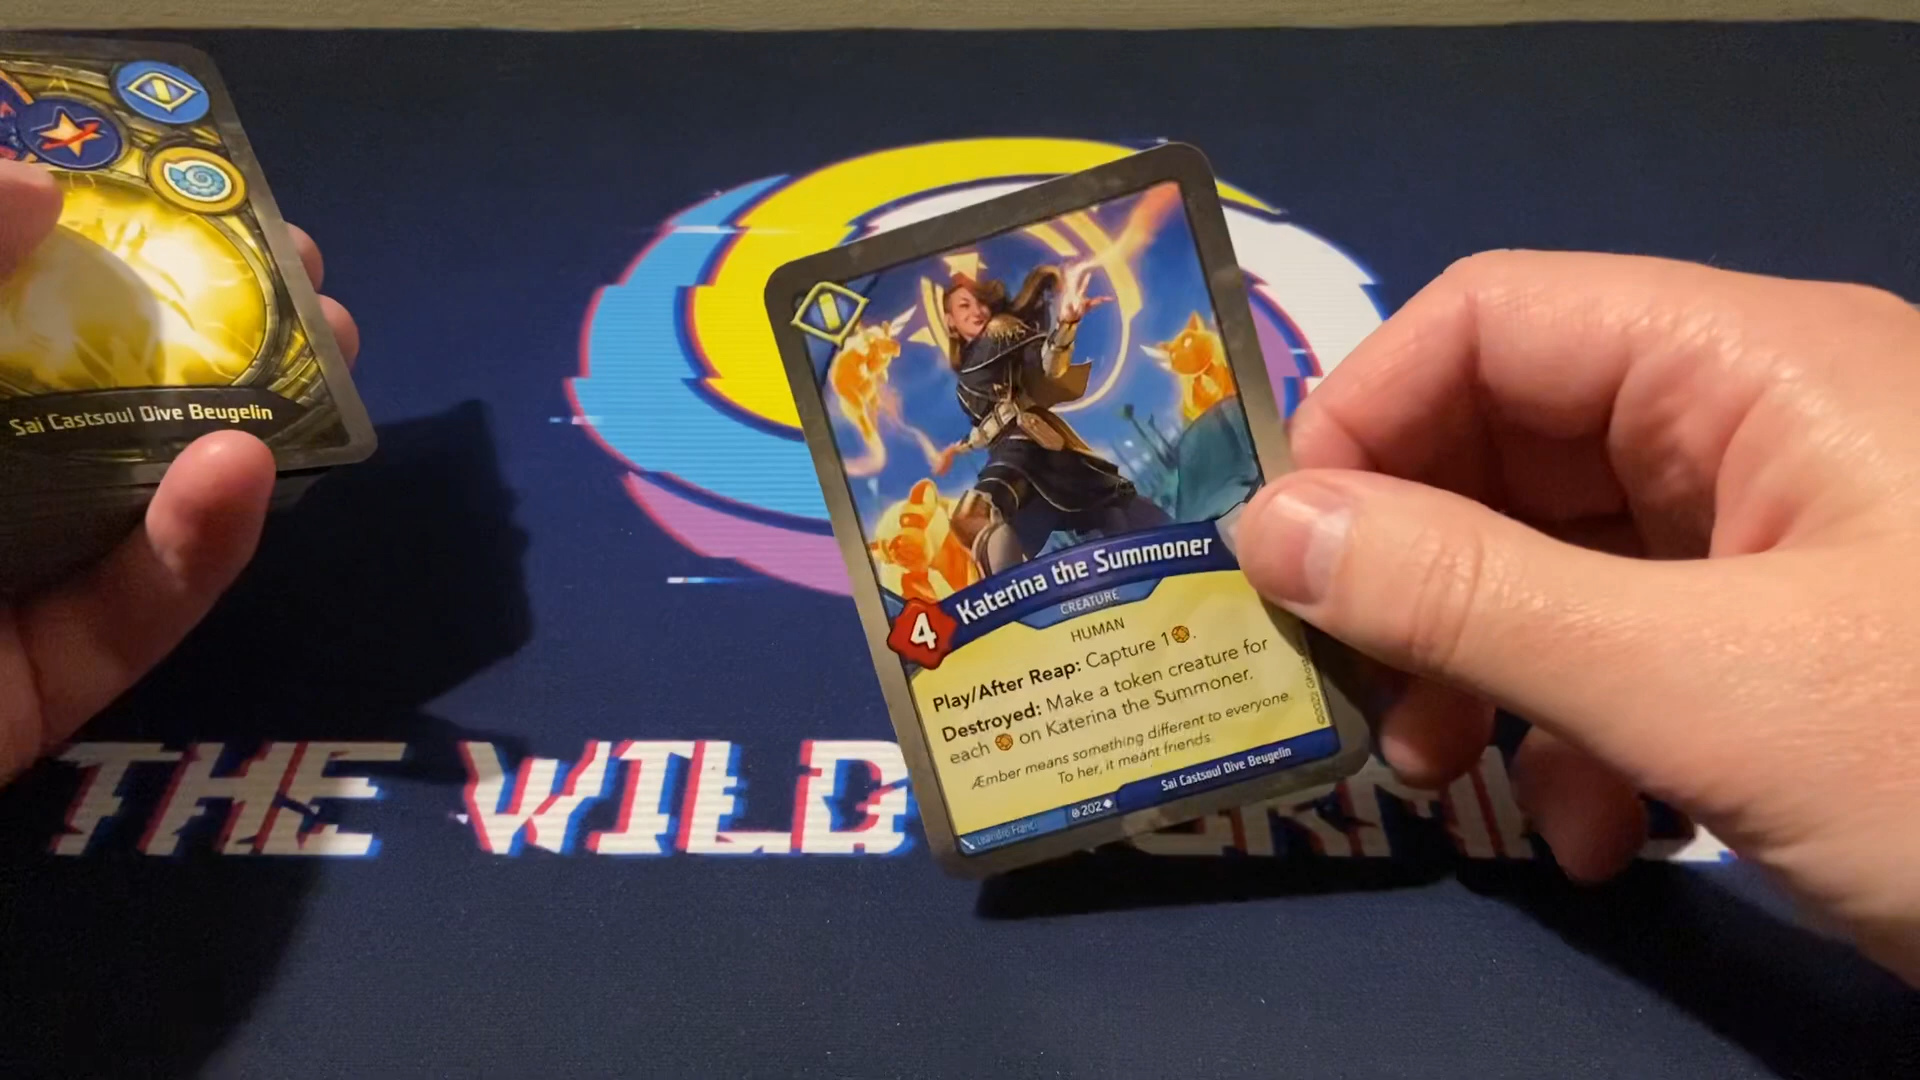 Sai Castsoul Dive Beugelin
Katerina the Summoner
CREATURE
4
HUMAN
Play/After Reap: Capture 1
Destroyed: Make a token creature for
each on Katerina the Summoner.
Æmber means something different to everyone.
To her, it meant friends.
Sai Castsoul Dive Beugelin
202
THE WILD